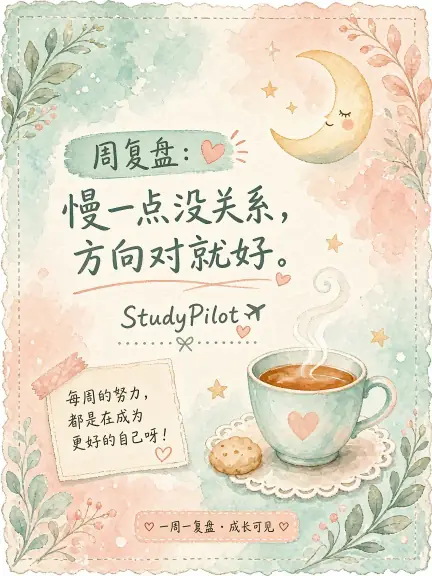 周复盘:
慢一点没关系,
方向对就好。
StudyPilot
每周的努力,
都是在成为
更好的自己呀!
一周一复盘·成长可见